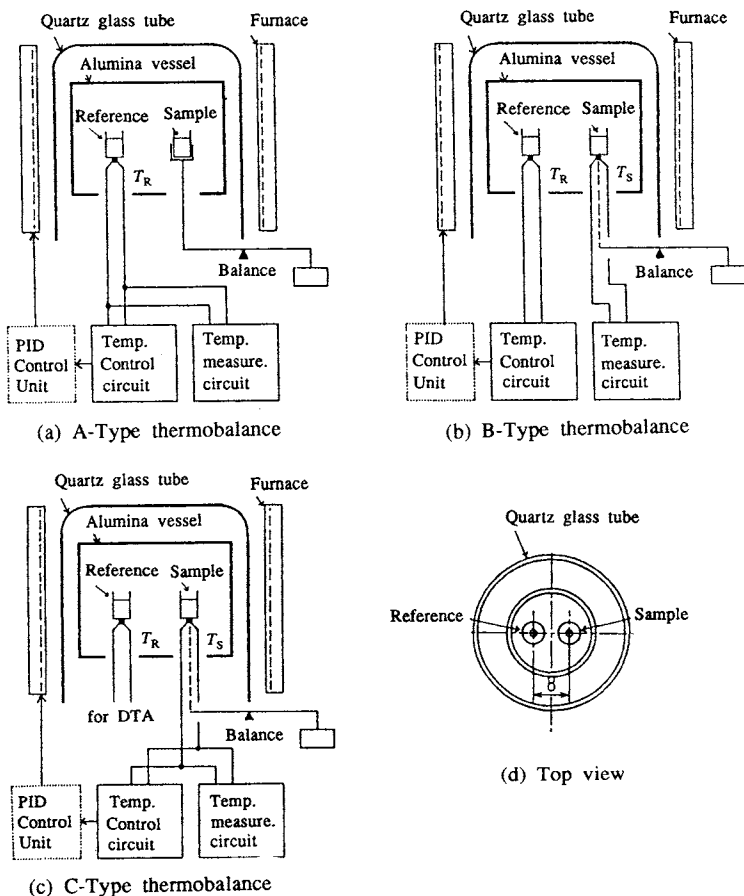 Quartz glass tube
Furnace
Alumina vessel
Reference
Sample
T_R
Balance
PID
Control
Unit
Temp.
Control
circuit
Temp.
measure.
circuit
(a) A-Type thermobalance
Quartz glass tube
Furnace
Alumina vessel
Reference
Sample
T_R
T_S
Balance
PID
Control
Unit
Temp.
Control
circuit
Temp.
measure.
circuit
(b) B-Type thermobalance
Quartz glass tube
Furnace
Alumina vessel
Reference
Sample
T_R
T_S
for DTA
Balance
PID
Control
Unit
Temp.
Control
circuit
Temp.
measure.
circuit
(c) C-Type thermobalance
Quartz glass tube
Reference
Sample
8
(d) Top view